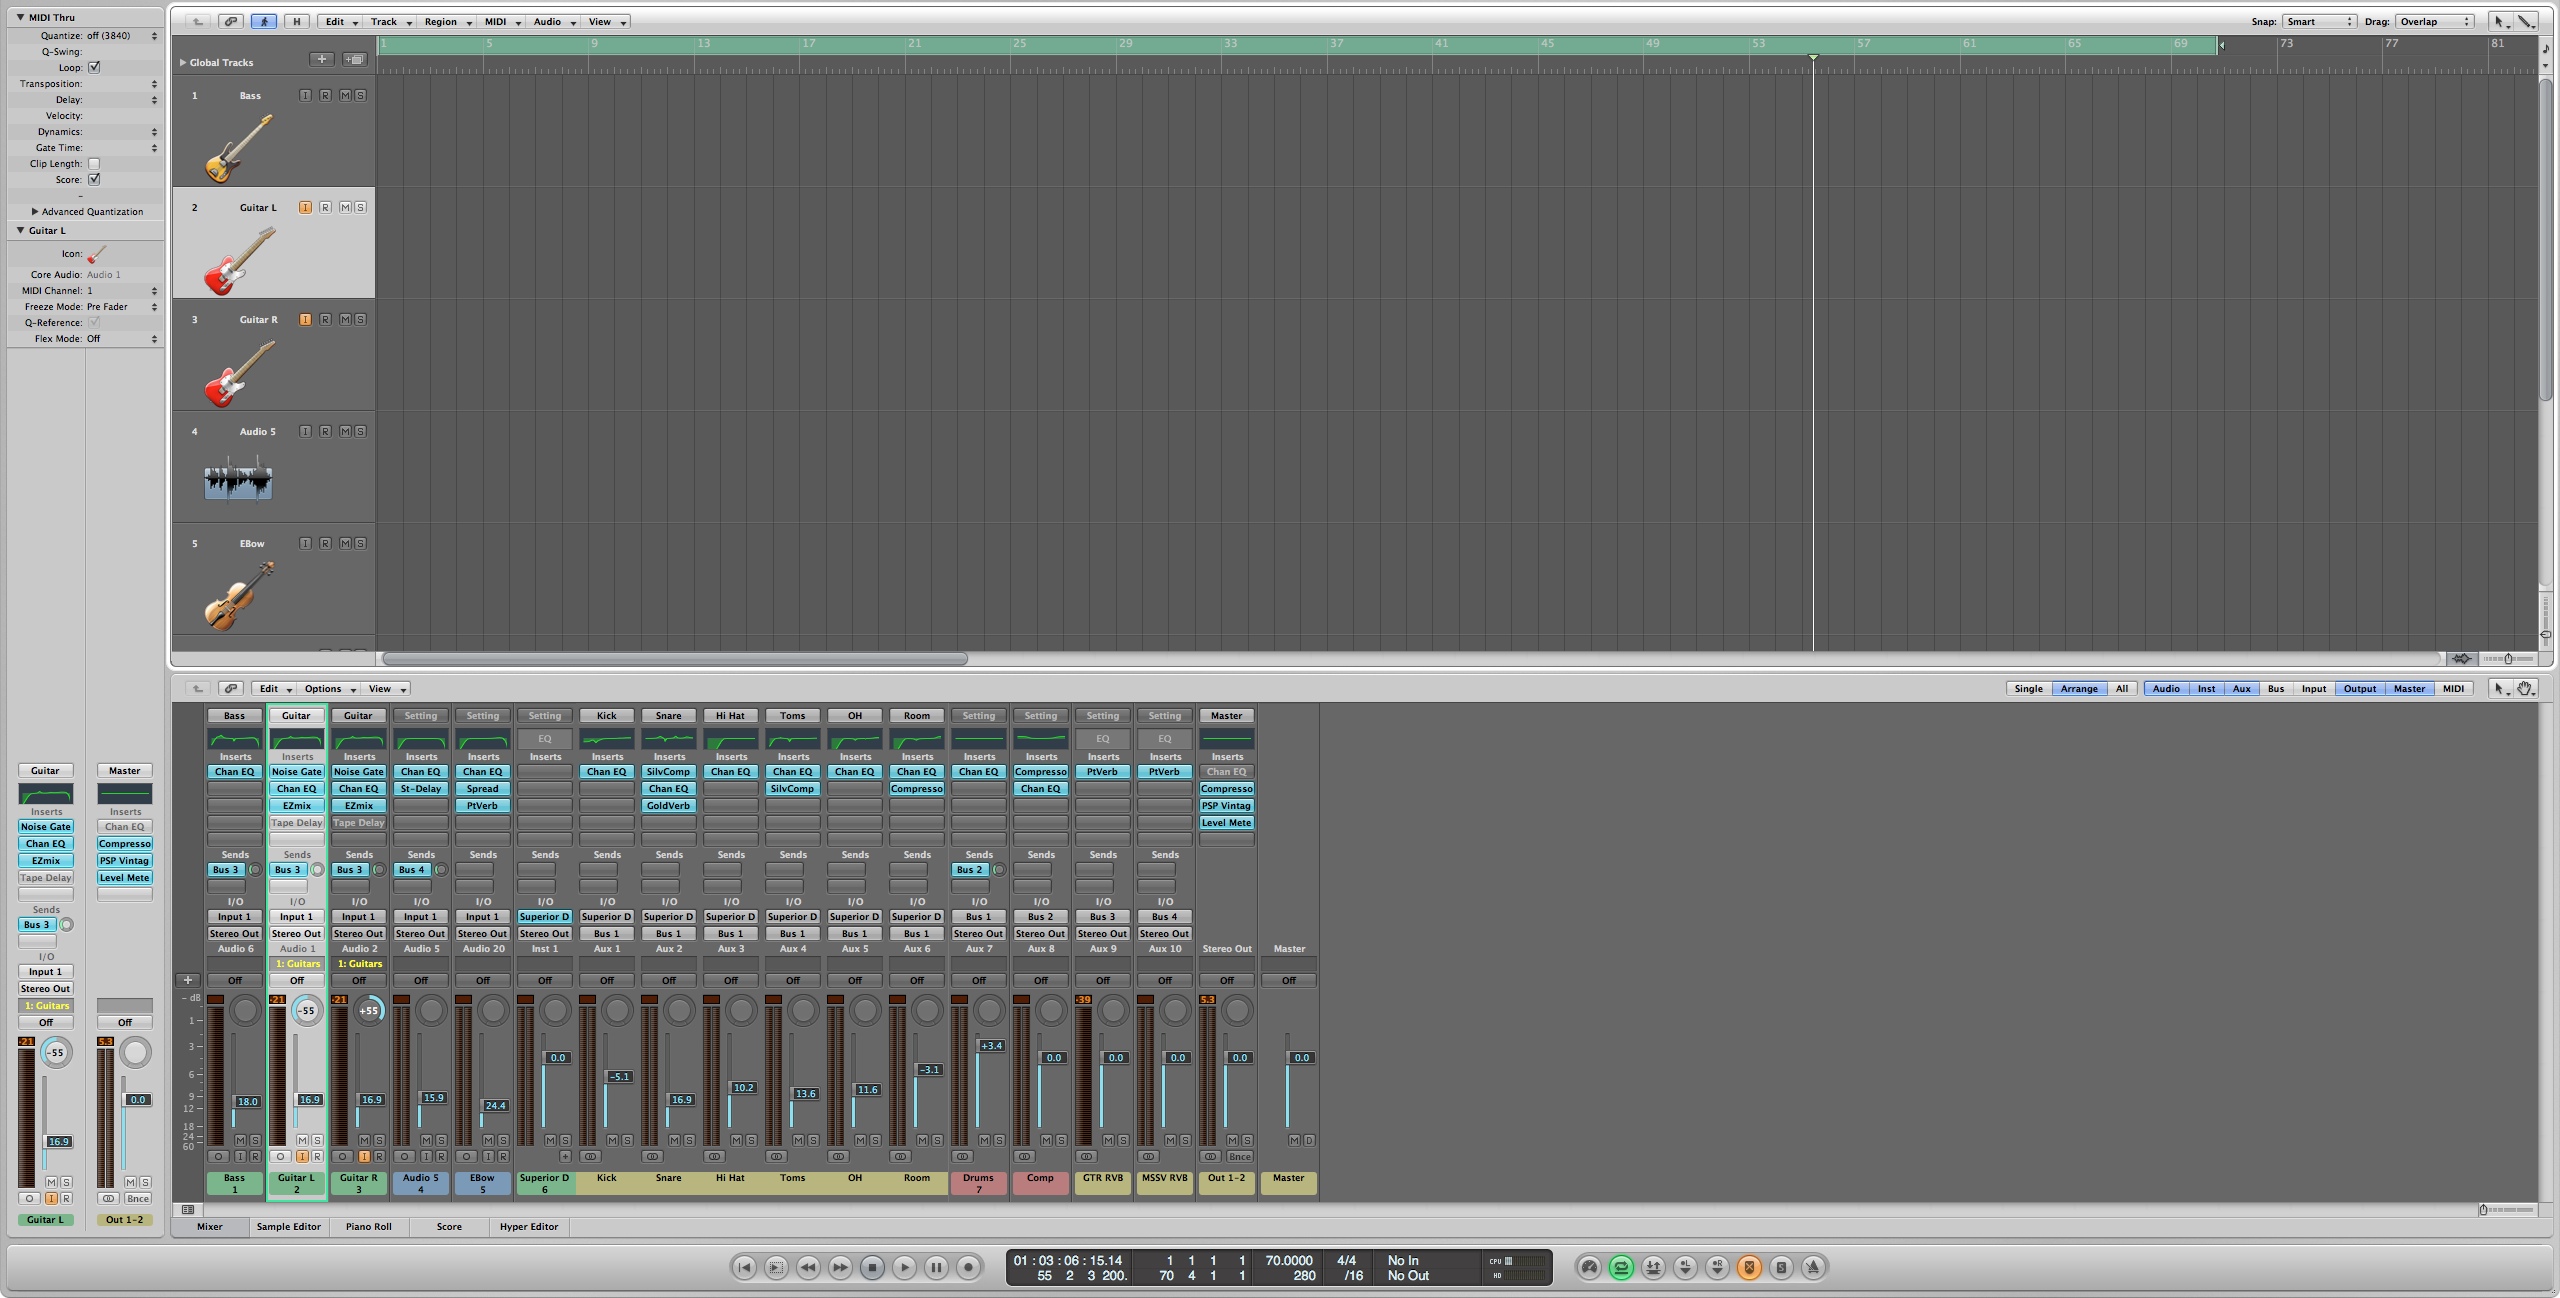 MIDI Thru
Quantize: off (3840)
Q-Swing:
Loop:
Transposition:
Delay:
Velocity:
Dynamics:
Gate Time:
Clip Length:
Score:
-
Advanced Quantization
Guitar L
Icon:
Core Audio: Audio 1
MIDI Channel: 1
Freeze Mode: Pre Fader
Q-Reference:
Flex Mode: Off
Guitar Master
Inserts Inserts
Noise Gate Chan EQ
Chan EQ Compresso
EZmix PSP Vintag
Tape Delay Level Mete
Sends
Bus 3
I/O
Input 1
Stereo Out
1: Guitars
Off Off
-21 -55 5.3
0.0
16.9
M S M S
I R Bnce
Guitar L Out 1-2
H Edit Track Region MIDI Audio View Snap: Smart Drag: Overlap
1 5 9 13 17 21 25 29 33 37 41 45 49 53 57 61 65 69 73 77 81
Global Tracks
1 Bass I R M S
2 Guitar L I R M S
3 Guitar R I R M S
4 Audio 5 I R M S
5 EBow I R M S
Edit Options View Single Arrange All Audio Inst Aux Bus Input Output Master MIDI
Bass Guitar Guitar Setting Setting Setting Kick Snare Hi Hat Toms OH Room Setting Setting Setting Setting Master
EQ EQ EQ
Inserts Inserts Inserts Inserts Inserts Inserts Inserts Inserts Inserts Inserts Inserts Inserts Inserts Inserts Inserts Inserts Inserts
Chan EQ Noise Gate Noise Gate Chan EQ Chan EQ Chan EQ SilvComp Chan EQ Chan EQ Chan EQ Chan EQ Chan EQ Compresso PtVerb PtVerb Chan EQ
Chan EQ Chan EQ St-Delay Spread Chan EQ SilvComp Compresso Chan EQ Compresso
EZmix EZmix PtVerb GoldVerb PSP Vintag
Tape Delay Tape Delay Level Mete
Sends Sends Sends Sends Sends Sends Sends Sends Sends Sends Sends Sends Sends Sends Sends Sends
Bus 3 Bus 3 Bus 3 Bus 4 Bus 2
I/O I/O I/O I/O I/O I/O I/O I/O I/O I/O I/O I/O I/O I/O I/O I/O
Input 1 Input 1 Input 1 Input 1 Input 1 Superior D Superior D Superior D Superior D Superior D Superior D Superior D Bus 1 Bus 2 Bus 3 Bus 4
Stereo Out Stereo Out Stereo Out Stereo Out Stereo Out Stereo Out Bus 1 Bus 1 Bus 1 Bus 1 Bus 1 Bus 1 Stereo Out Stereo Out Stereo Out Stereo Out
Audio 6 Audio 1 Audio 2 Audio 5 Audio 20 Inst 1 Aux 1 Aux 2 Aux 3 Aux 4 Aux 5 Aux 6 Aux 7 Aux 8 Aux 9 Aux 10 Stereo Out Master
1: Guitars 1: Guitars
Off Off Off Off Off Off Off Off Off Off Off Off Off Off Off Off Off Off
- dB -21 -55 -21 +55 -39 5.3
1
3
6
9
12
18
24
60
18.0 16.9 16.9 15.9 24.4 0.0 -5.1 16.9 10.2 13.6 11.6 -3.1 +3.4 0.0 0.0 0.0 0.0 0.0
M S M S M S M S M S M S M S M S M S M S M S M S M S M S M S M S M S M D
I R I R I R I R I R Bnce
Bass Guitar L Guitar R Audio 5 EBow Superior D Kick Snare Hi Hat Toms OH Room Drums Comp GTR RVB MSSV RVB Out 1-2 Master
1 2 3 4 5 6 7
Mixer Sample Editor Piano Roll Score Hyper Editor
01 : 03 : 06 : 15.14 1 1 1 1 70.0000 4/4 No In CPU
55 2 3 200. 70 4 1 1 280 /16 No Out HD
L R S